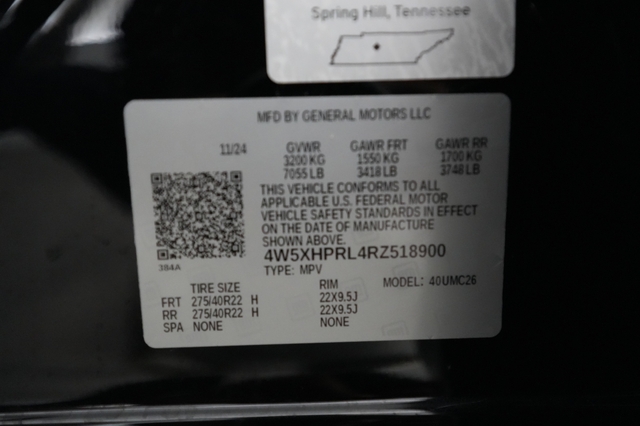 Spring Hill, Tennessee
MFD BY GENERAL MOTORS LLC
11/24 GVWR GAWR FRT GAWR RR
3200 KG 1550 KG 1700 KG
7055 LB 3418 LB 3748 LB
THIS VEHICLE CONFORMS TO ALL
APPLICABLE U.S. FEDERAL MOTOR
VEHICLE SAFETY STANDARDS IN EFFECT
ON THE DATE OF MANUFACTURE
SHOWN ABOVE.
384A
4W5XHPRL4RZ518900
TYPE: MPV MODEL: 40UMC26
TIRE SIZE RIM
FRT 275/40R22 H 22X9.5J
RR 275/40R22 H 22X9.5J
SPA NONE NONE